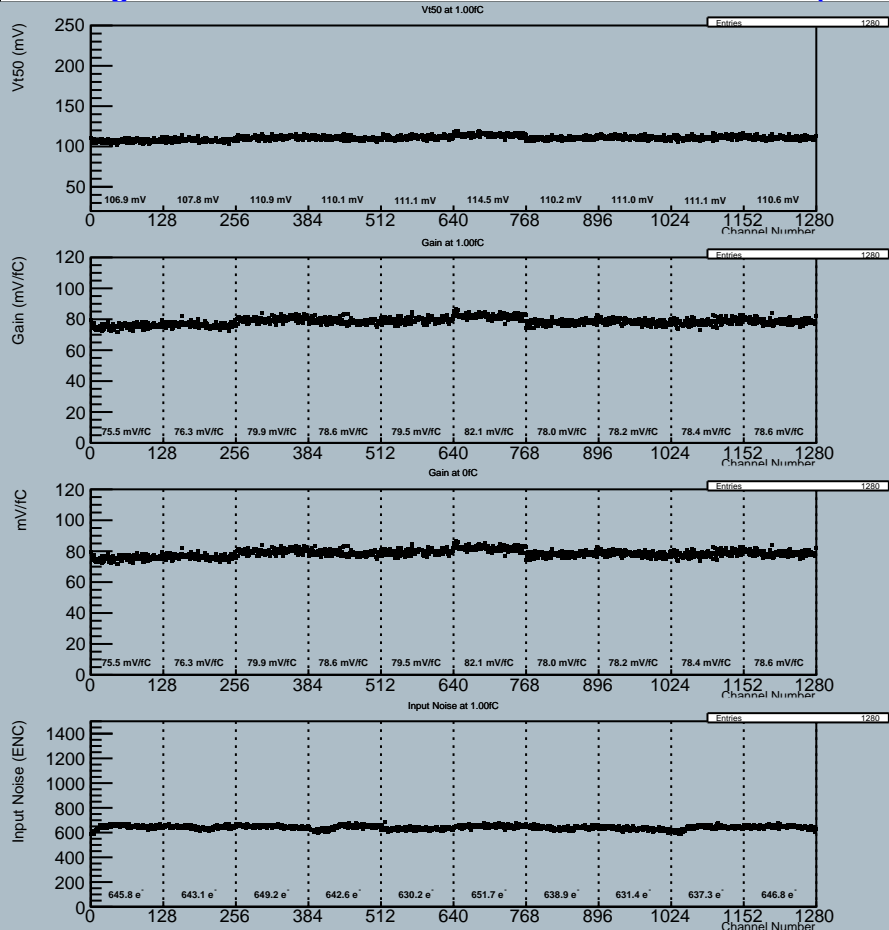 Vt50 at 1.00fC
Entries 1280
Vt50 (mV)
250
200
150
100
50
106.9 mV 107.8 mV 110.9 mV 110.1 mV 111.1 mV 114.5 mV 110.2 mV 111.0 mV 111.1 mV 110.6 mV
0 128 256 384 512 640 768 896 1024 1152 1280
Channel Number
Gain at 1.00fC
Entries 1280
Gain (mV/fC)
120
100
80
60
40
20
0
75.5 mV/fC 76.3 mV/fC 79.9 mV/fC 78.6 mV/fC 79.5 mV/fC 82.1 mV/fC 78.0 mV/fC 78.2 mV/fC 78.4 mV/fC 78.6 mV/fC
0 128 256 384 512 640 768 896 1024 1152 1280
Channel Number
Gain at 0fC
Entries 1280
mV/fC
120
100
80
60
40
20
0
75.5 mV/fC 76.3 mV/fC 79.9 mV/fC 78.6 mV/fC 79.5 mV/fC 82.1 mV/fC 78.0 mV/fC 78.2 mV/fC 78.4 mV/fC 78.6 mV/fC
0 128 256 384 512 640 768 896 1024 1152 1280
Channel Number
Input Noise at 1.00fC
Entries 1280
Input Noise (ENC)
1400
1200
1000
800
600
400
200
0
645.8 e⁻ 643.1 e⁻ 649.2 e⁻ 642.6 e⁻ 630.2 e⁻ 651.7 e⁻ 638.9 e⁻ 631.4 e⁻ 637.3 e⁻ 646.8 e⁻
0 128 256 384 512 640 768 896 1024 1152 1280
Channel Number